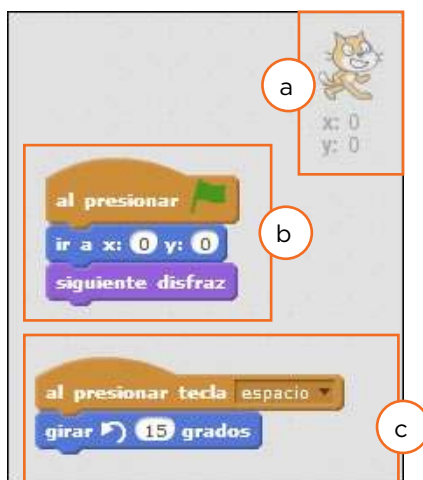 a
x: 0
y: 0
al presionar
ir a x: 0 y: 0
siguiente disfraz
b
al presionar tecla espacio
girar 15 grados
c